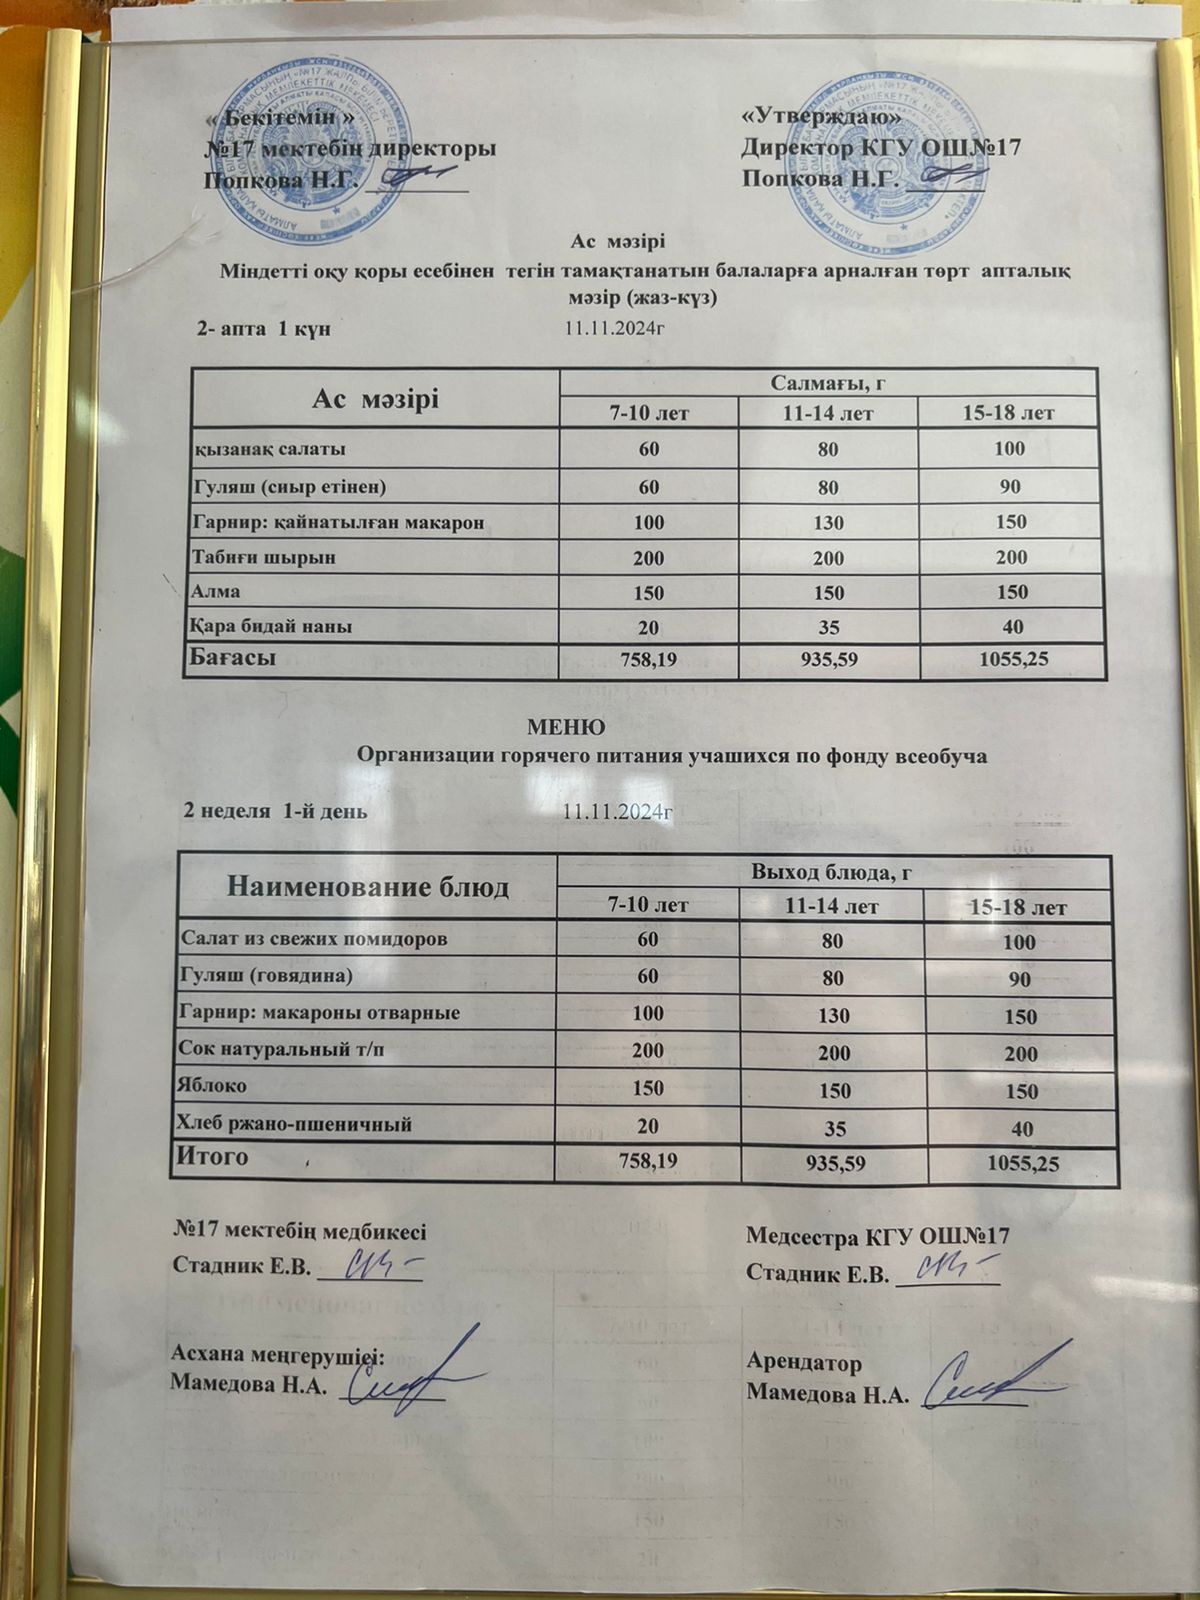 « Бекітемін »
№17 мектебің директоры
Попкова Н.Г.
«Утверждаю»
Директор КГУ ОШ№17
Попкова Н.Г.
Ас мәзірі
Міндетті оқу қоры есебінен тегін тамақтанатын балаларға арналған төрт апталық
мәзір (жаз-күз)
2- апта 1 күн 11.11.2024г
Ас мәзірі Салмағы, г
7-10 лет 11-14 лет 15-18 лет
қызанақ салаты 60 80 100
Гуляш (сиыр етінен) 60 80 90
Гарнир: қайнатылған макарон 100 130 150
Табиғи шырын 200 200 200
Алма 150 150 150
Қара бидай наны 20 35 40
Бағасы 758,19 935,59 1055,25
МЕНЮ
Организации горячего питания учашихся по фонду всеобуча
2 неделя 1-й день 11.11.2024г
Наименование блюд Выход блюда, г
7-10 лет 11-14 лет 15-18 лет
Салат из свежих помидоров 60 80 100
Гуляш (говядина) 60 80 90
Гарнир: макароны отварные 100 130 150
Сок натуральный т/п 200 200 200
Яблоко 150 150 150
Хлеб ржано-пшеничный 20 35 40
Итого 758,19 935,59 1055,25
№17 мектебің медбикесі
Стадник Е.В.
Медсестра КГУ ОШ№17
Стадник Е.В.
Асхана меңгерушісі:
Мамедова Н.А.
Арендатор
Мамедова Н.А.